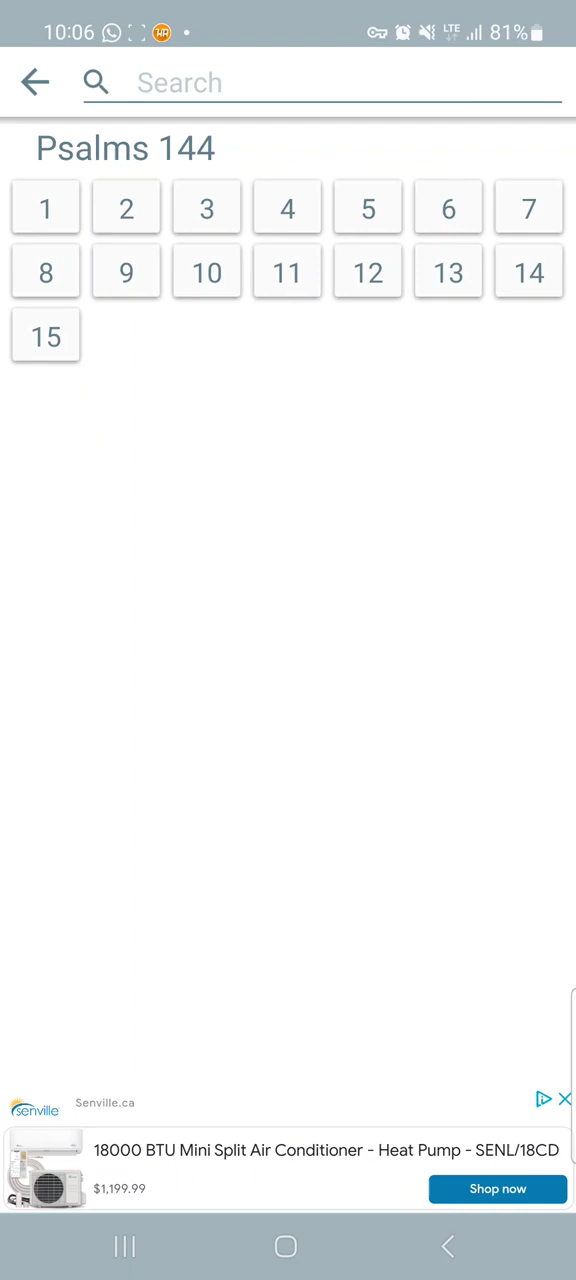 10:06 81%
LTE
Search
Psalms 144
1 2 3 4 5 6 7
8 9 10 11 12 13 14
15
senville Senville.ca
18000 BTU Mini Split Air Conditioner - Heat Pump - SENL/18CD
$1,199.99 Shop now